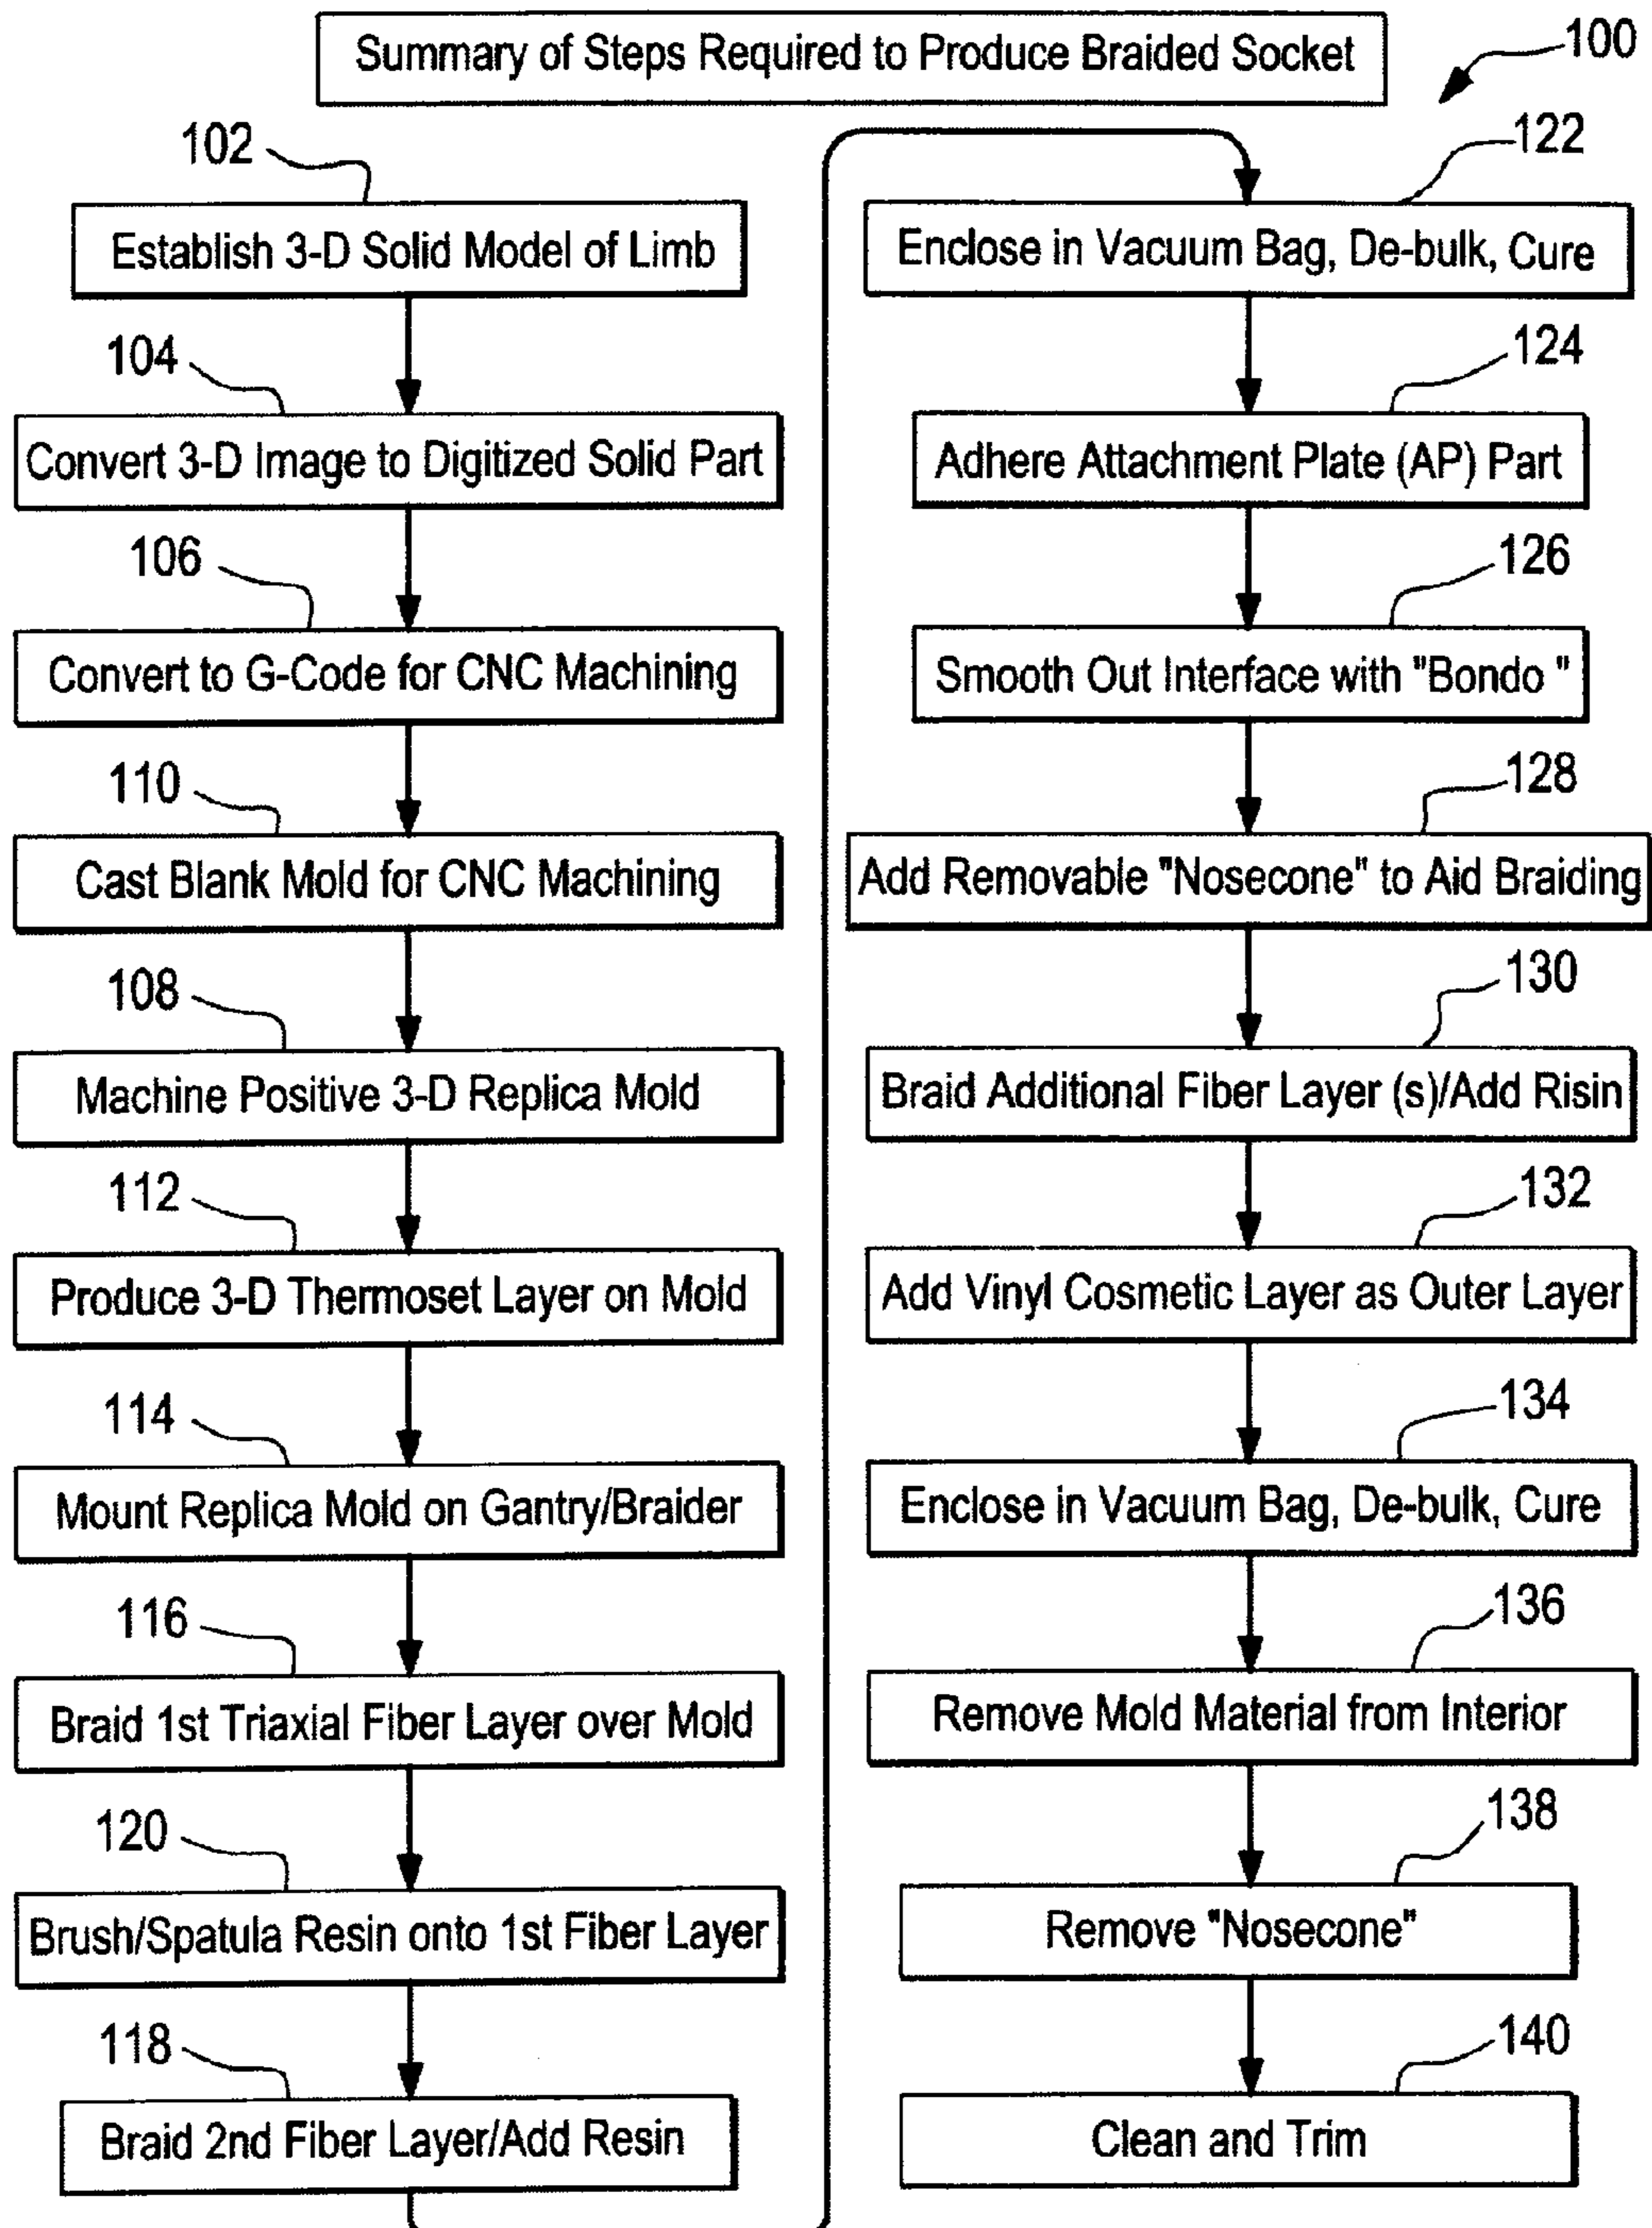 Summary of Steps Required to Produce Braided Socket
100
102
Establish 3-D Solid Model of Limb
104
Convert 3-D Image to Digitized Solid Part
106
Convert to G-Code for CNC Machining
110
Cast Blank Mold for CNC Machining
108
Machine Positive 3-D Replica Mold
112
Produce 3-D Thermoset Layer on Mold
114
Mount Replica Mold on Gantry/Braider
116
Braid 1st Triaxial Fiber Layer over Mold
120
Brush/Spatula Resin onto 1st Fiber Layer
118
Braid 2nd Fiber Layer/Add Resin
122
Enclose in Vacuum Bag, De-bulk, Cure
124
Adhere Attachment Plate (AP) Part
126
Smooth Out Interface with "Bondo "
128
Add Removable "Nosecone" to Aid Braiding
130
Braid Additional Fiber Layer (s)/Add Risin
132
Add Vinyl Cosmetic Layer as Outer Layer
134
Enclose in Vacuum Bag, De-bulk, Cure
136
Remove Mold Material from Interior
138
Remove "Nosecone"
140
Clean and Trim